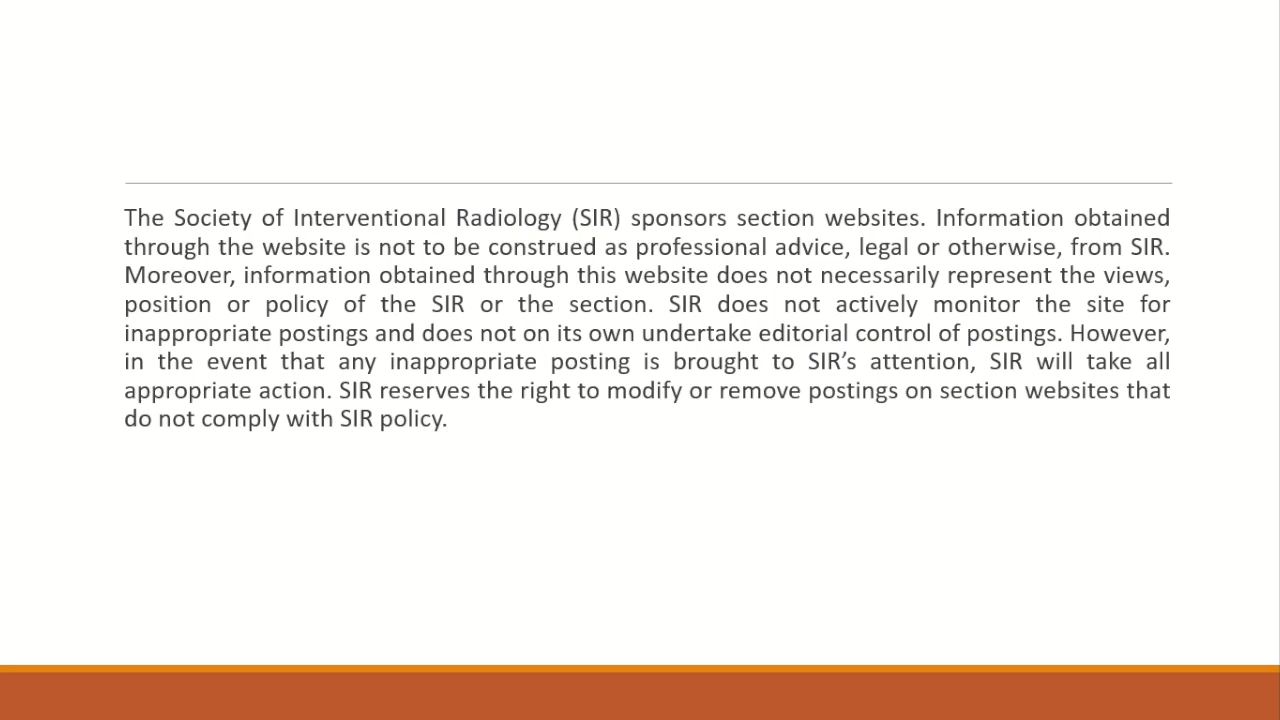 The Society of Interventional Radiology (SIR) sponsors section websites. Information obtained
through the website is not to be construed as professional advice, legal or otherwise, from SIR.
Moreover, information obtained through this website does not necessarily represent the views,
position or policy of the SIR or the section. SIR does not actively monitor the site for
inappropriate postings and does not on its own undertake editorial control of postings. However,
in the event that any inappropriate posting is brought to SIR’s attention, SIR will take all
appropriate action. SIR reserves the right to modify or remove postings on section websites that
do not comply with SIR policy.